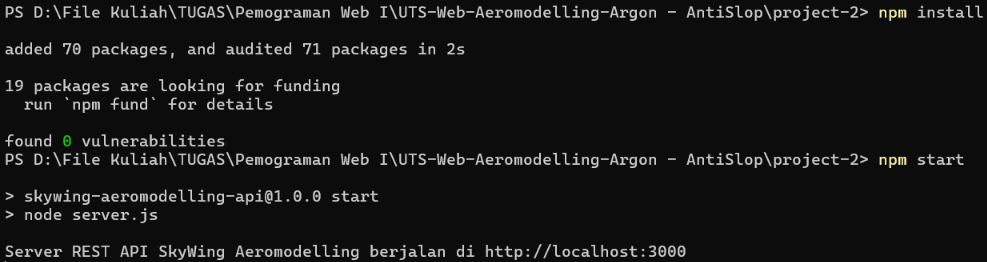 PS D:\File Kuliah\TUGAS\Pemograman Web I\UTS-Web-Aeromodelling-Argon - AntiSlop\project-2> npm install
added 70 packages, and audited 71 packages in 2s
19 packages are looking for funding
  run `npm fund` for details
found 0 vulnerabilities
PS D:\File Kuliah\TUGAS\Pemograman Web I\UTS-Web-Aeromodelling-Argon - AntiSlop\project-2> npm start
> skywing-aeromodelling-api@1.0.0 start
> node server.js
Server REST API SkyWing Aeromodelling berjalan di http://localhost:3000